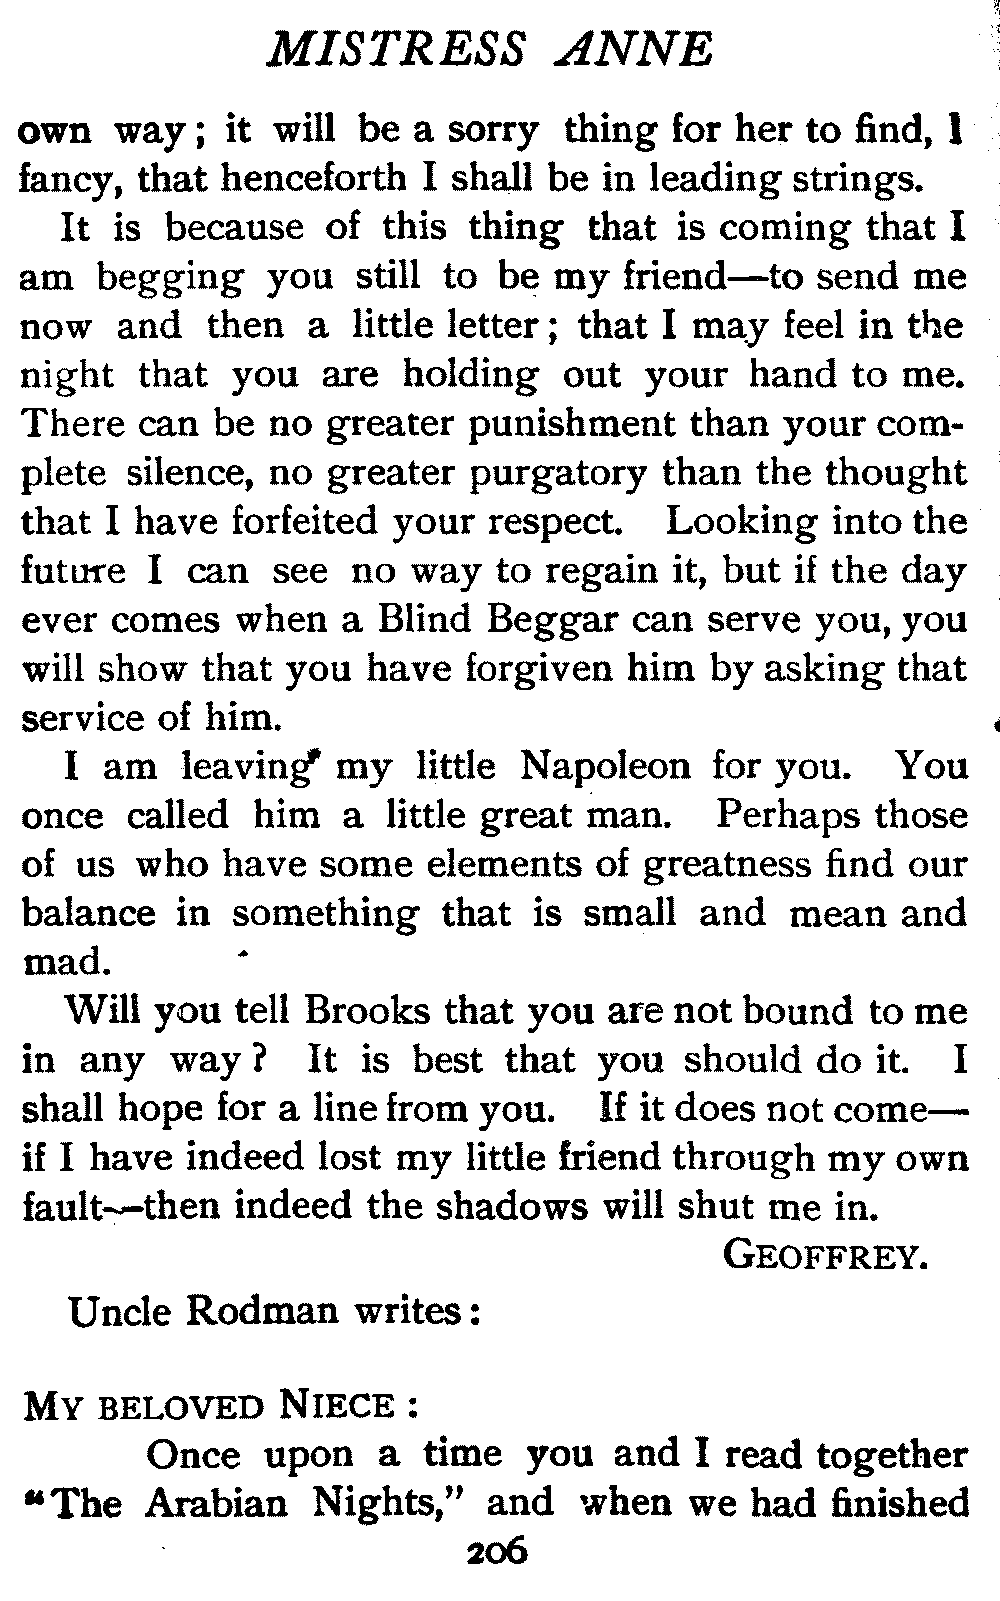 MISTRESS ANNE
own way; it will be a sorry thing for her to find, I
fancy, that henceforth I shall be in leading strings.
It is because of this thing that is coming that I
am begging you still to be my friend—to send me
now and then a little letter; that I may feel in the
night that you are holding out your hand to me.
There can be no greater punishment than your com-
plete silence, no greater purgatory than the thought
that I have forfeited your respect. Looking into the
future I can see no way to regain it, but if the day
ever comes when a Blind Beggar can serve you, you
will show that you have forgiven him by asking that
service of him.
I am leaving my little Napoleon for you. You
once called him a little great man. Perhaps those
of us who have some elements of greatness find our
balance in something that is small and mean and
mad.
Will you tell Brooks that you are not bound to me
in any way? It is best that you should do it. I
shall hope for a line from you. If it does not come—
if I have indeed lost my little friend through my own
fault—then indeed the shadows will shut me in.
GEOFFREY.
Uncle Rodman writes:
MY BELOVED NIECE:
Once upon a time you and I read together
"The Arabian Nights," and when we had finished
206